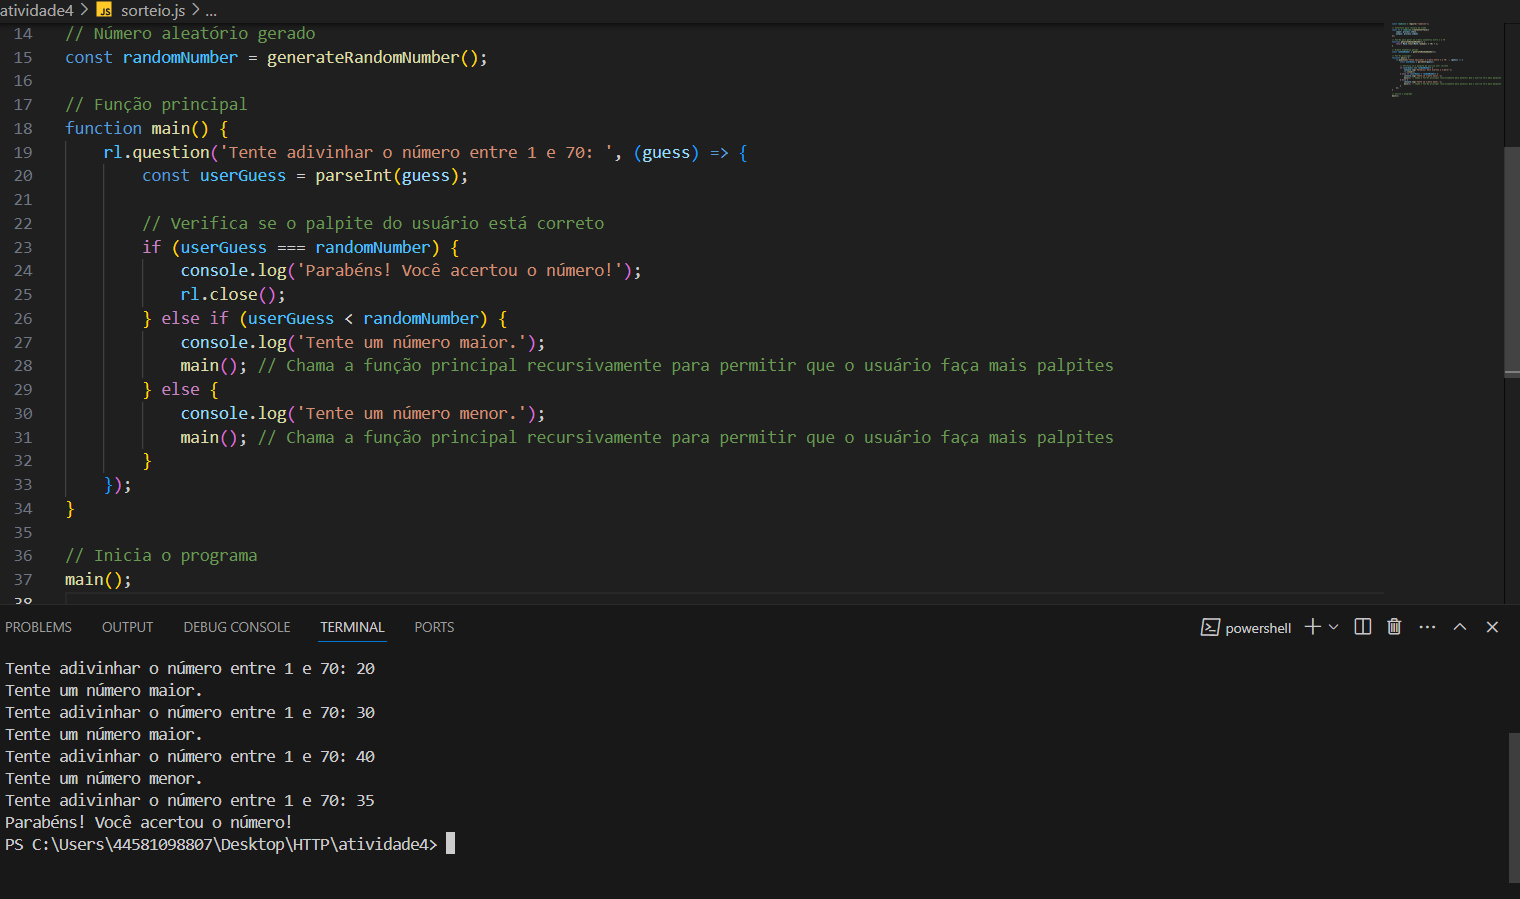 atividade4 > JS sorteio.js > ...
14 // Número aleatório gerado
15 const randomNumber = generateRandomNumber();
16
17 // Função principal
18 function main() {
19 rl.question('Tente adivinhar o número entre 1 e 70: ', (guess) => {
20 const userGuess = parseInt(guess);
21
22 // Verifica se o palpite do usuário está correto
23 if (userGuess === randomNumber) {
24 console.log('Parabéns! Você acertou o número!');
25 rl.close();
26 } else if (userGuess < randomNumber) {
27 console.log('Tente um número maior.');
28 main(); // Chama a função principal recursivamente para permitir que o usuário faça mais palpites
29 } else {
30 console.log('Tente um número menor.');
31 main(); // Chama a função principal recursivamente para permitir que o usuário faça mais palpites
32 }
33 });
34 }
35
36 // Inicia o programa
37 main();
38
PROBLEMS OUTPUT DEBUG CONSOLE TERMINAL PORTS powershell
Tente adivinhar o número entre 1 e 70: 20
Tente um número maior.
Tente adivinhar o número entre 1 e 70: 30
Tente um número maior.
Tente adivinhar o número entre 1 e 70: 40
Tente um número menor.
Tente adivinhar o número entre 1 e 70: 35
Parabéns! Você acertou o número!
PS C:\Users\44581098807\Desktop\HTTP\atividade4>